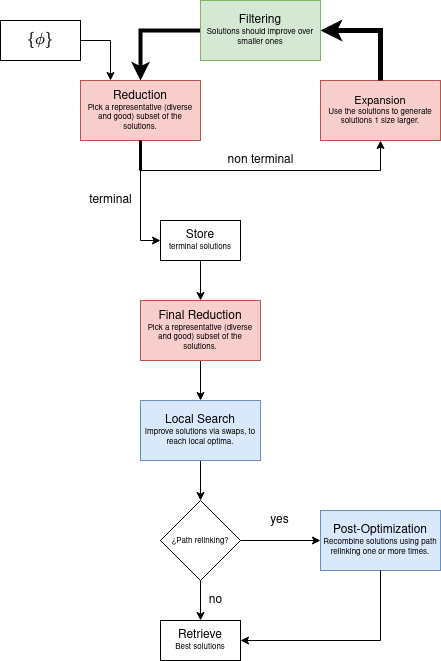 {ϕ}
Filtering
Solutions should improve over
smaller ones
Reduction
Pick a representative (diverse
and good) subset of the
solutions.
Expansion
Use the solutions to generate
solutions 1 size larger.
non terminal
terminal
Store
terminal solutions
Final Reduction
Pick a representative (diverse
and good) subset of the
solutions.
Local Search
Improve solutions via swaps, to
reach local optima.
¿Path relinking?
yes
Post-Optimization
Recombine solutions using path
relinking one or more times.
no
Retrieve
Best solutions